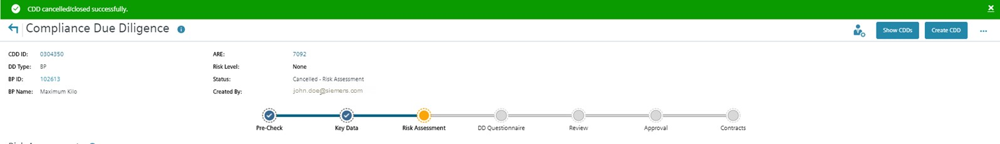 CDD cancelled/closed successfully.
Compliance Due Diligence
Show CDDs
Create CDD
CDD ID: 0304350 ARE: 7092
DD Type: BP Risk Level: None
BP ID: 102613 Status: Cancelled - Risk Assessment
BP Name: Maximum Kilo Created By: john.doe@siemens.com
Pre-Check Key Data Risk Assessment DD Questionnaire Review Approval Contracts